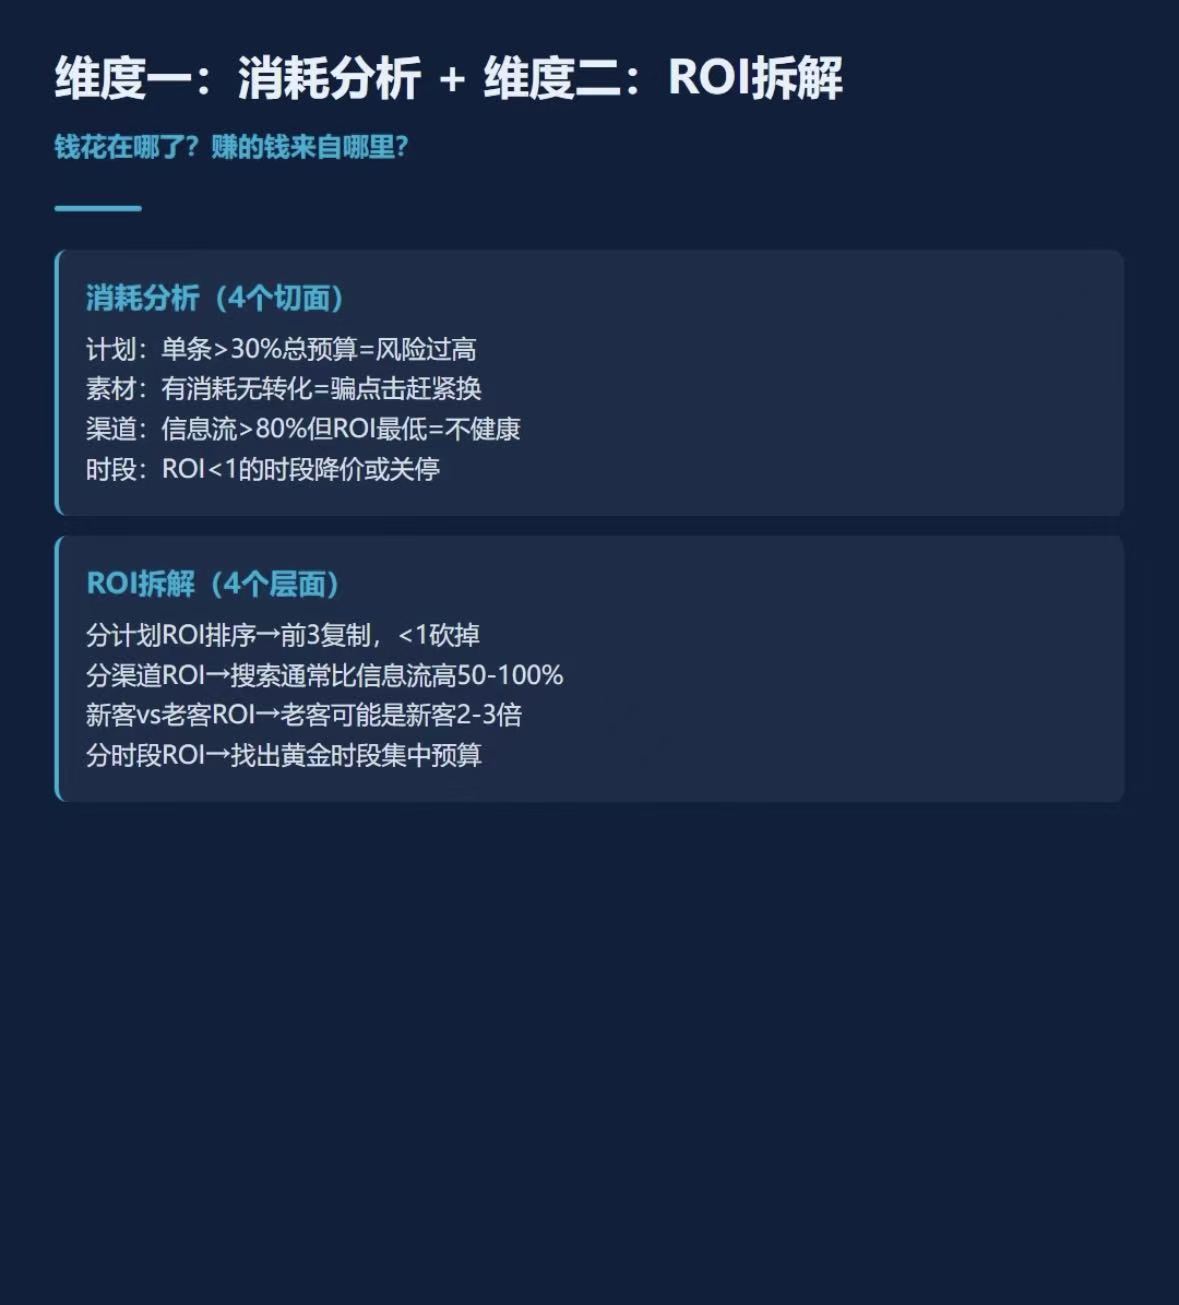 维度一：消耗分析 + 维度二：ROI拆解
钱花在哪了？赚的钱来自哪里？
消耗分析（4个切面）
计划：单条>30%总预算=风险过高
素材：有消耗无转化=骗点击赶紧换
渠道：信息流>80%但ROI最低=不健康
时段：ROI<1的时段降价或关停
ROI拆解（4个层面）
分计划ROI排序→前3复制，<1砍掉
分渠道ROI→搜索通常比信息流高50-100%
新客vs老客ROI→老客可能是新客2-3倍
分时段ROI→找出黄金时段集中预算